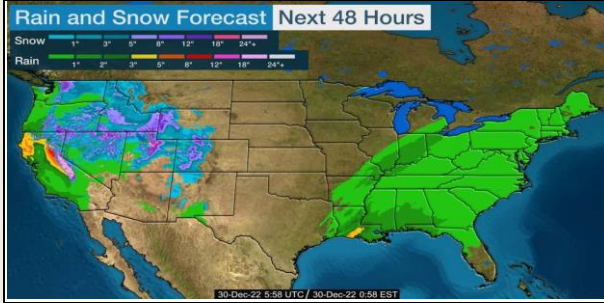 Rain and Snow Forecast Next 48 Hours
Snow
1" 2" 3" 5" 8" 12" 18" 24"+
Rain
1" 2" 3" 5" 8" 12" 18" 24"+
30-Dec-22 5:58 UTC / 30-Dec-22 0:58 EST